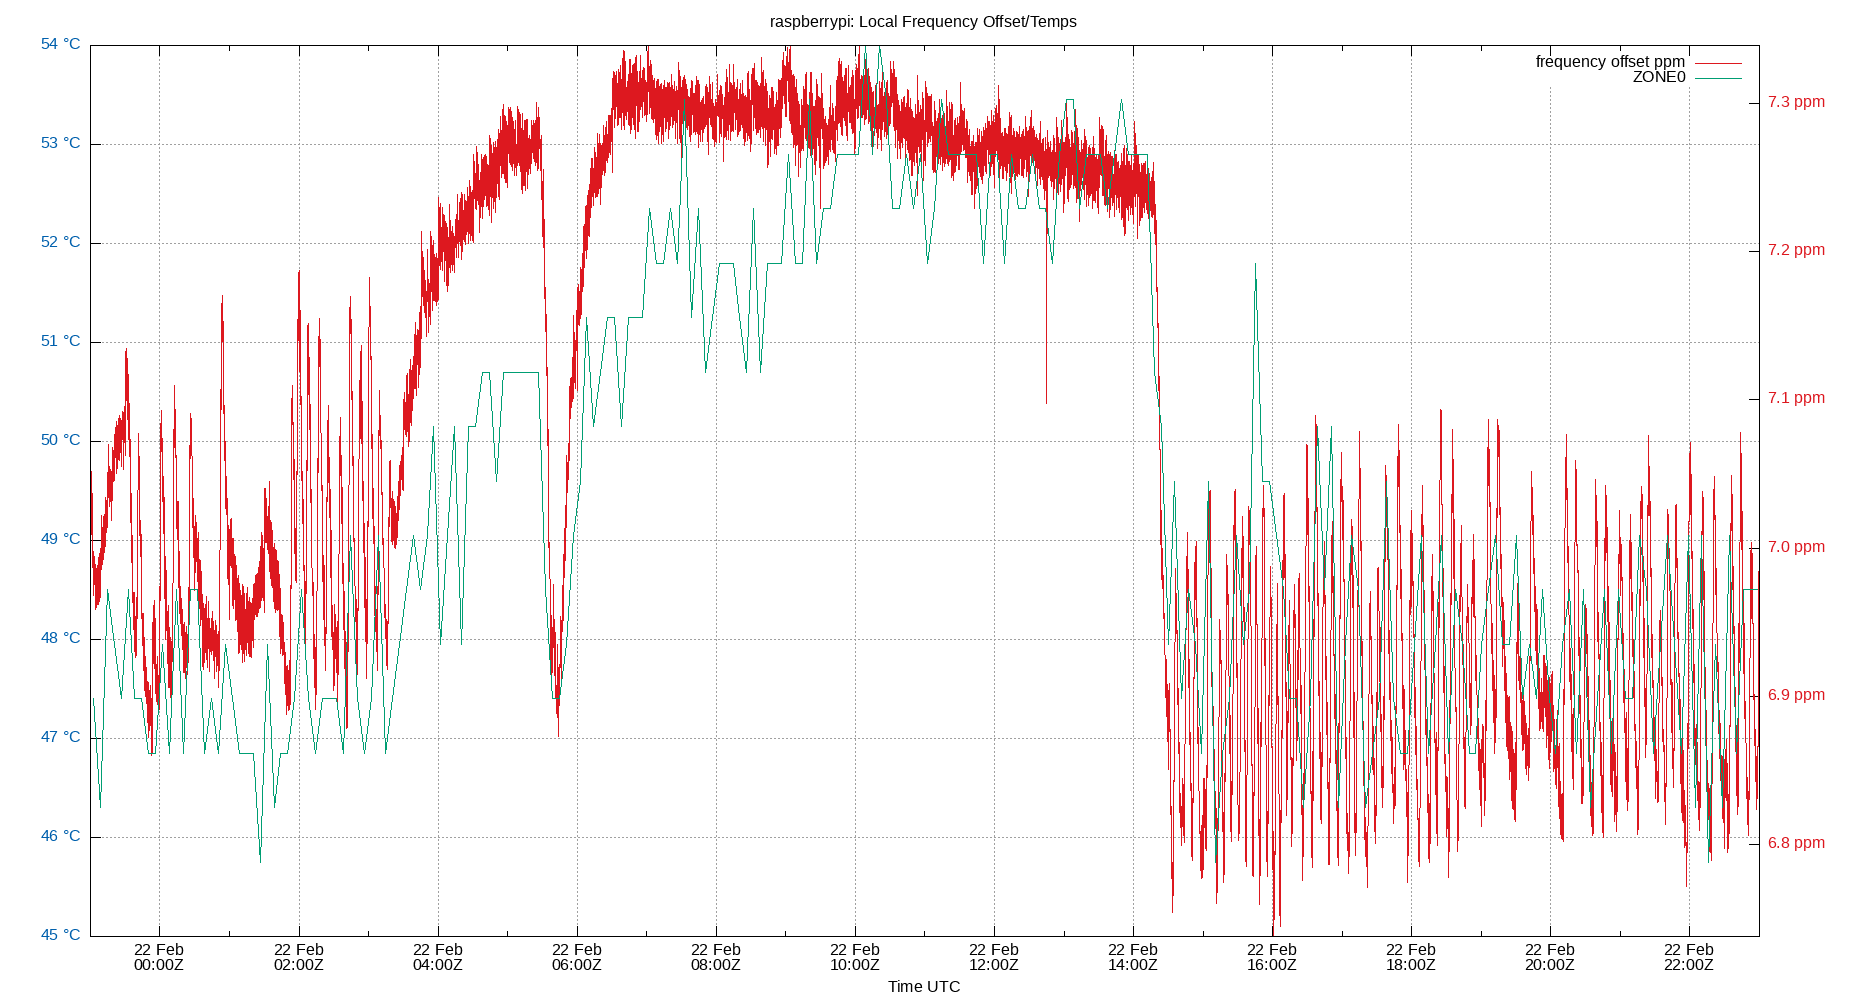 raspberrypi: Local Frequency Offset/Temps
frequency offset ppm
ZONE0
54 °C
53 °C
52 °C
51 °C
50 °C
49 °C
48 °C
47 °C
46 °C
45 °C
7.3 ppm
7.2 ppm
7.1 ppm
7.0 ppm
6.9 ppm
6.8 ppm
22 Feb 22 Feb 22 Feb 22 Feb 22 Feb 22 Feb 22 Feb 22 Feb 22 Feb 22 Feb 22 Feb 22 Feb
00:00Z 02:00Z 04:00Z 06:00Z 08:00Z 10:00Z 12:00Z 14:00Z 16:00Z 18:00Z 20:00Z 22:00Z
Time UTC